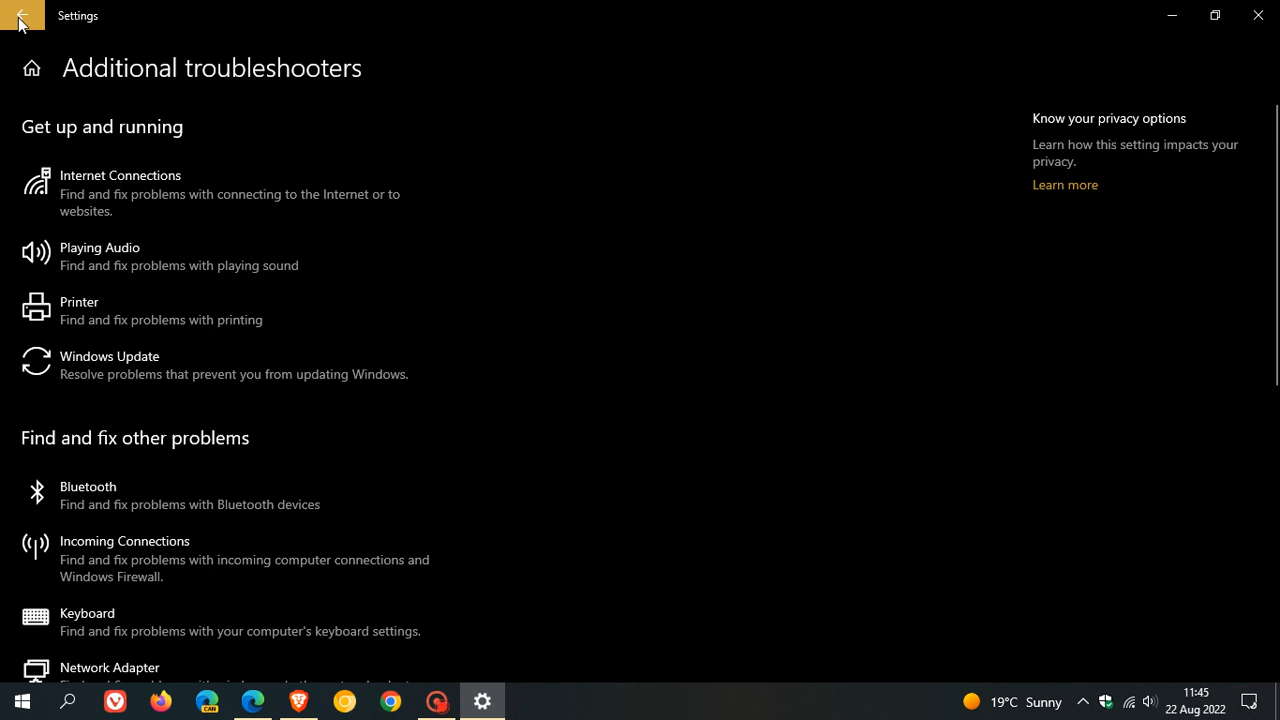 Settings
Additional troubleshooters
Get up and running
Internet Connections
Find and fix problems with connecting to the Internet or to
websites.
Playing Audio
Find and fix problems with playing sound
Printer
Find and fix problems with printing
Windows Update
Resolve problems that prevent you from updating Windows.
Find and fix other problems
Bluetooth
Find and fix problems with Bluetooth devices
Incoming Connections
Find and fix problems with incoming computer connections and
Windows Firewall.
Keyboard
Find and fix problems with your computer's keyboard settings.
Network Adapter
Know your privacy options
Learn how this setting impacts your
privacy.
Learn more
CAN
19°C Sunny
11:45
22 Aug 2022